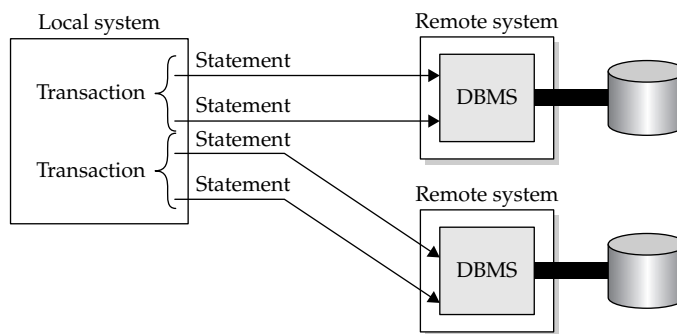 Local system
Remote system
Statement
Transaction
DBMS
Statement
Statement
Transaction
Statement
Remote system
DBMS